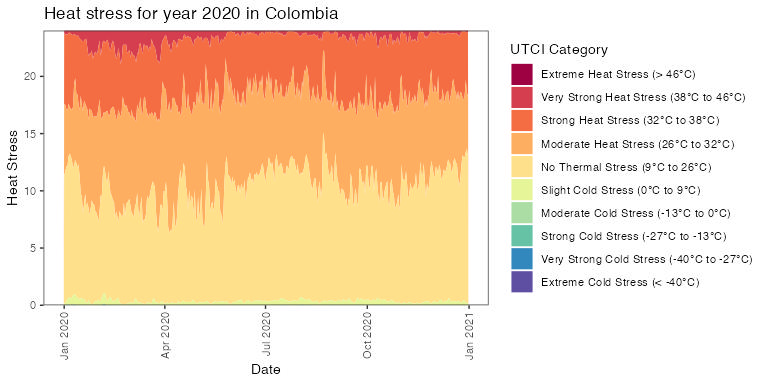 Heat stress for year 2020 in Colombia
Heat Stress
20
15
10
5
0
Jan 2020
Apr 2020
Jul 2020
Oct 2020
Jan 2021
Date
UTCI Category
Extreme Heat Stress (> 46°C)
Very Strong Heat Stress (38°C to 46°C)
Strong Heat Stress (32°C to 38°C)
Moderate Heat Stress (26°C to 32°C)
No Thermal Stress (9°C to 26°C)
Slight Cold Stress (0°C to 9°C)
Moderate Cold Stress (-13°C to 0°C)
Strong Cold Stress (-27°C to -13°C)
Very Strong Cold Stress (-40°C to -27°C)
Extreme Cold Stress (< -40°C)